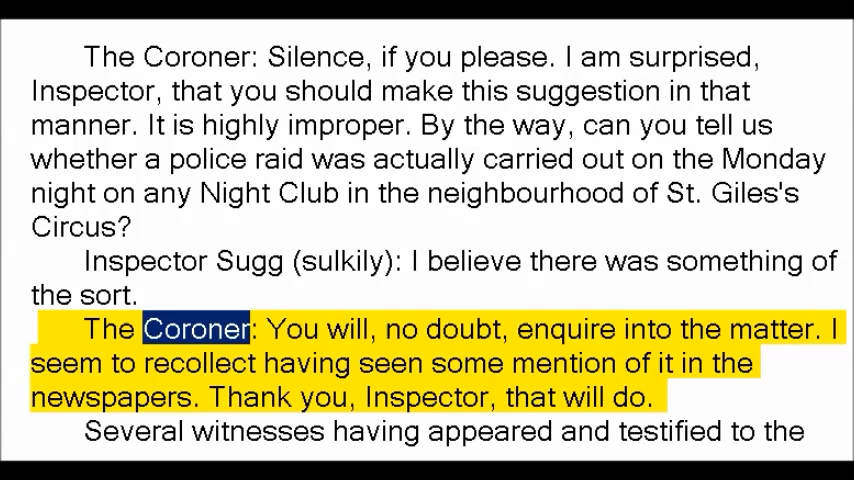 The Coroner: Silence, if you please. I am surprised,
Inspector, that you should make this suggestion in that
manner. It is highly improper. By the way, can you tell us
whether a police raid was actually carried out on the Monday
night on any Night Club in the neighbourhood of St. Giles's
Circus?
Inspector Sugg (sulkily): I believe there was something of
the sort.
The Coroner: You will, no doubt, enquire into the matter. I
seem to recollect having seen some mention of it in the
newspapers. Thank you, Inspector, that will do.
Several witnesses having appeared and testified to the